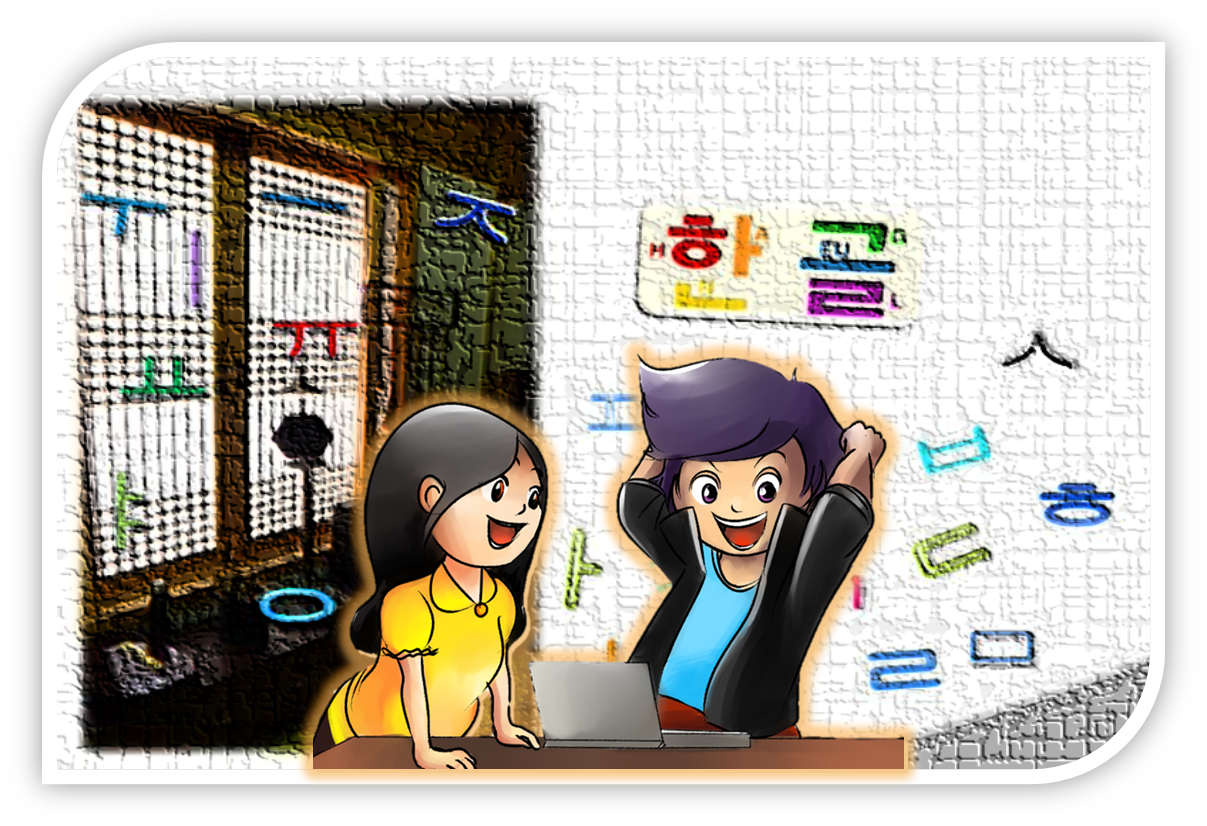 ㅜ
ㅡ
ㅈ
ㅣ
ㅠ
ㅛ
ㅑ
ㅇ
한글
ㅅ
ㅂ
ㅎ
ㅏ
ㄷ
ㄹ
ㅁ